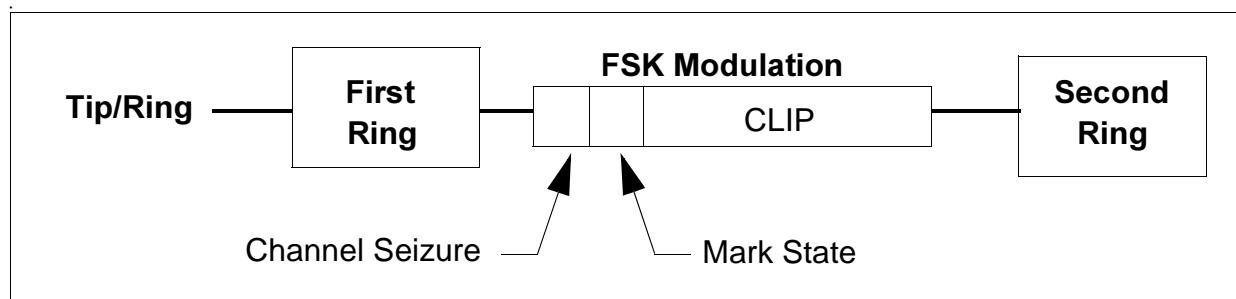 FSK Modulation
Tip/Ring
First
Ring
CLIP
Second
Ring
Channel Seizure
Mark State